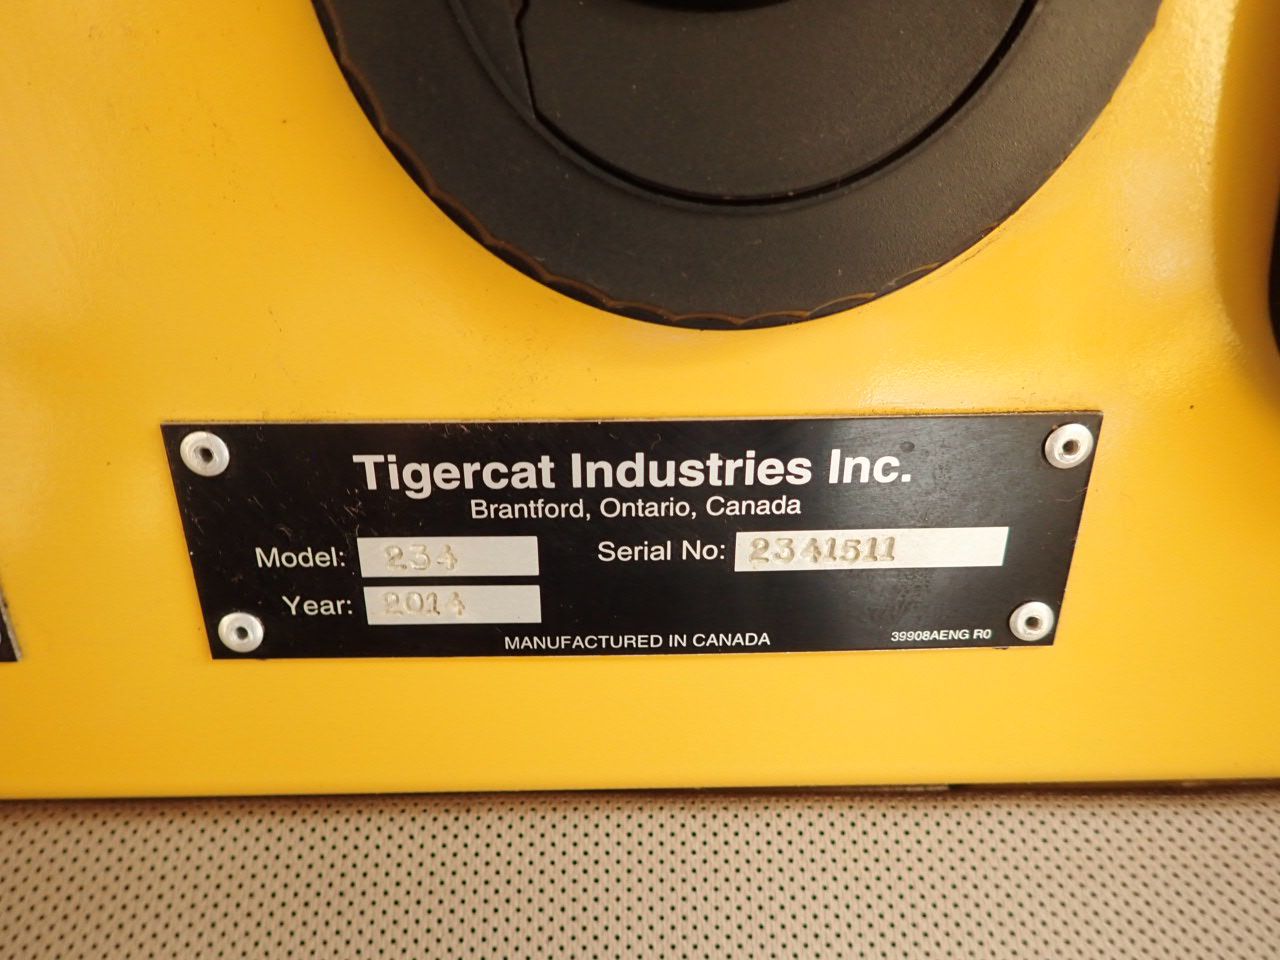 Tigercat Industries Inc.
Brantford, Ontario, Canada
Model: 234
Serial No: 2341511
Year: 2014
MANUFACTURED IN CANADA
39908AENG R0